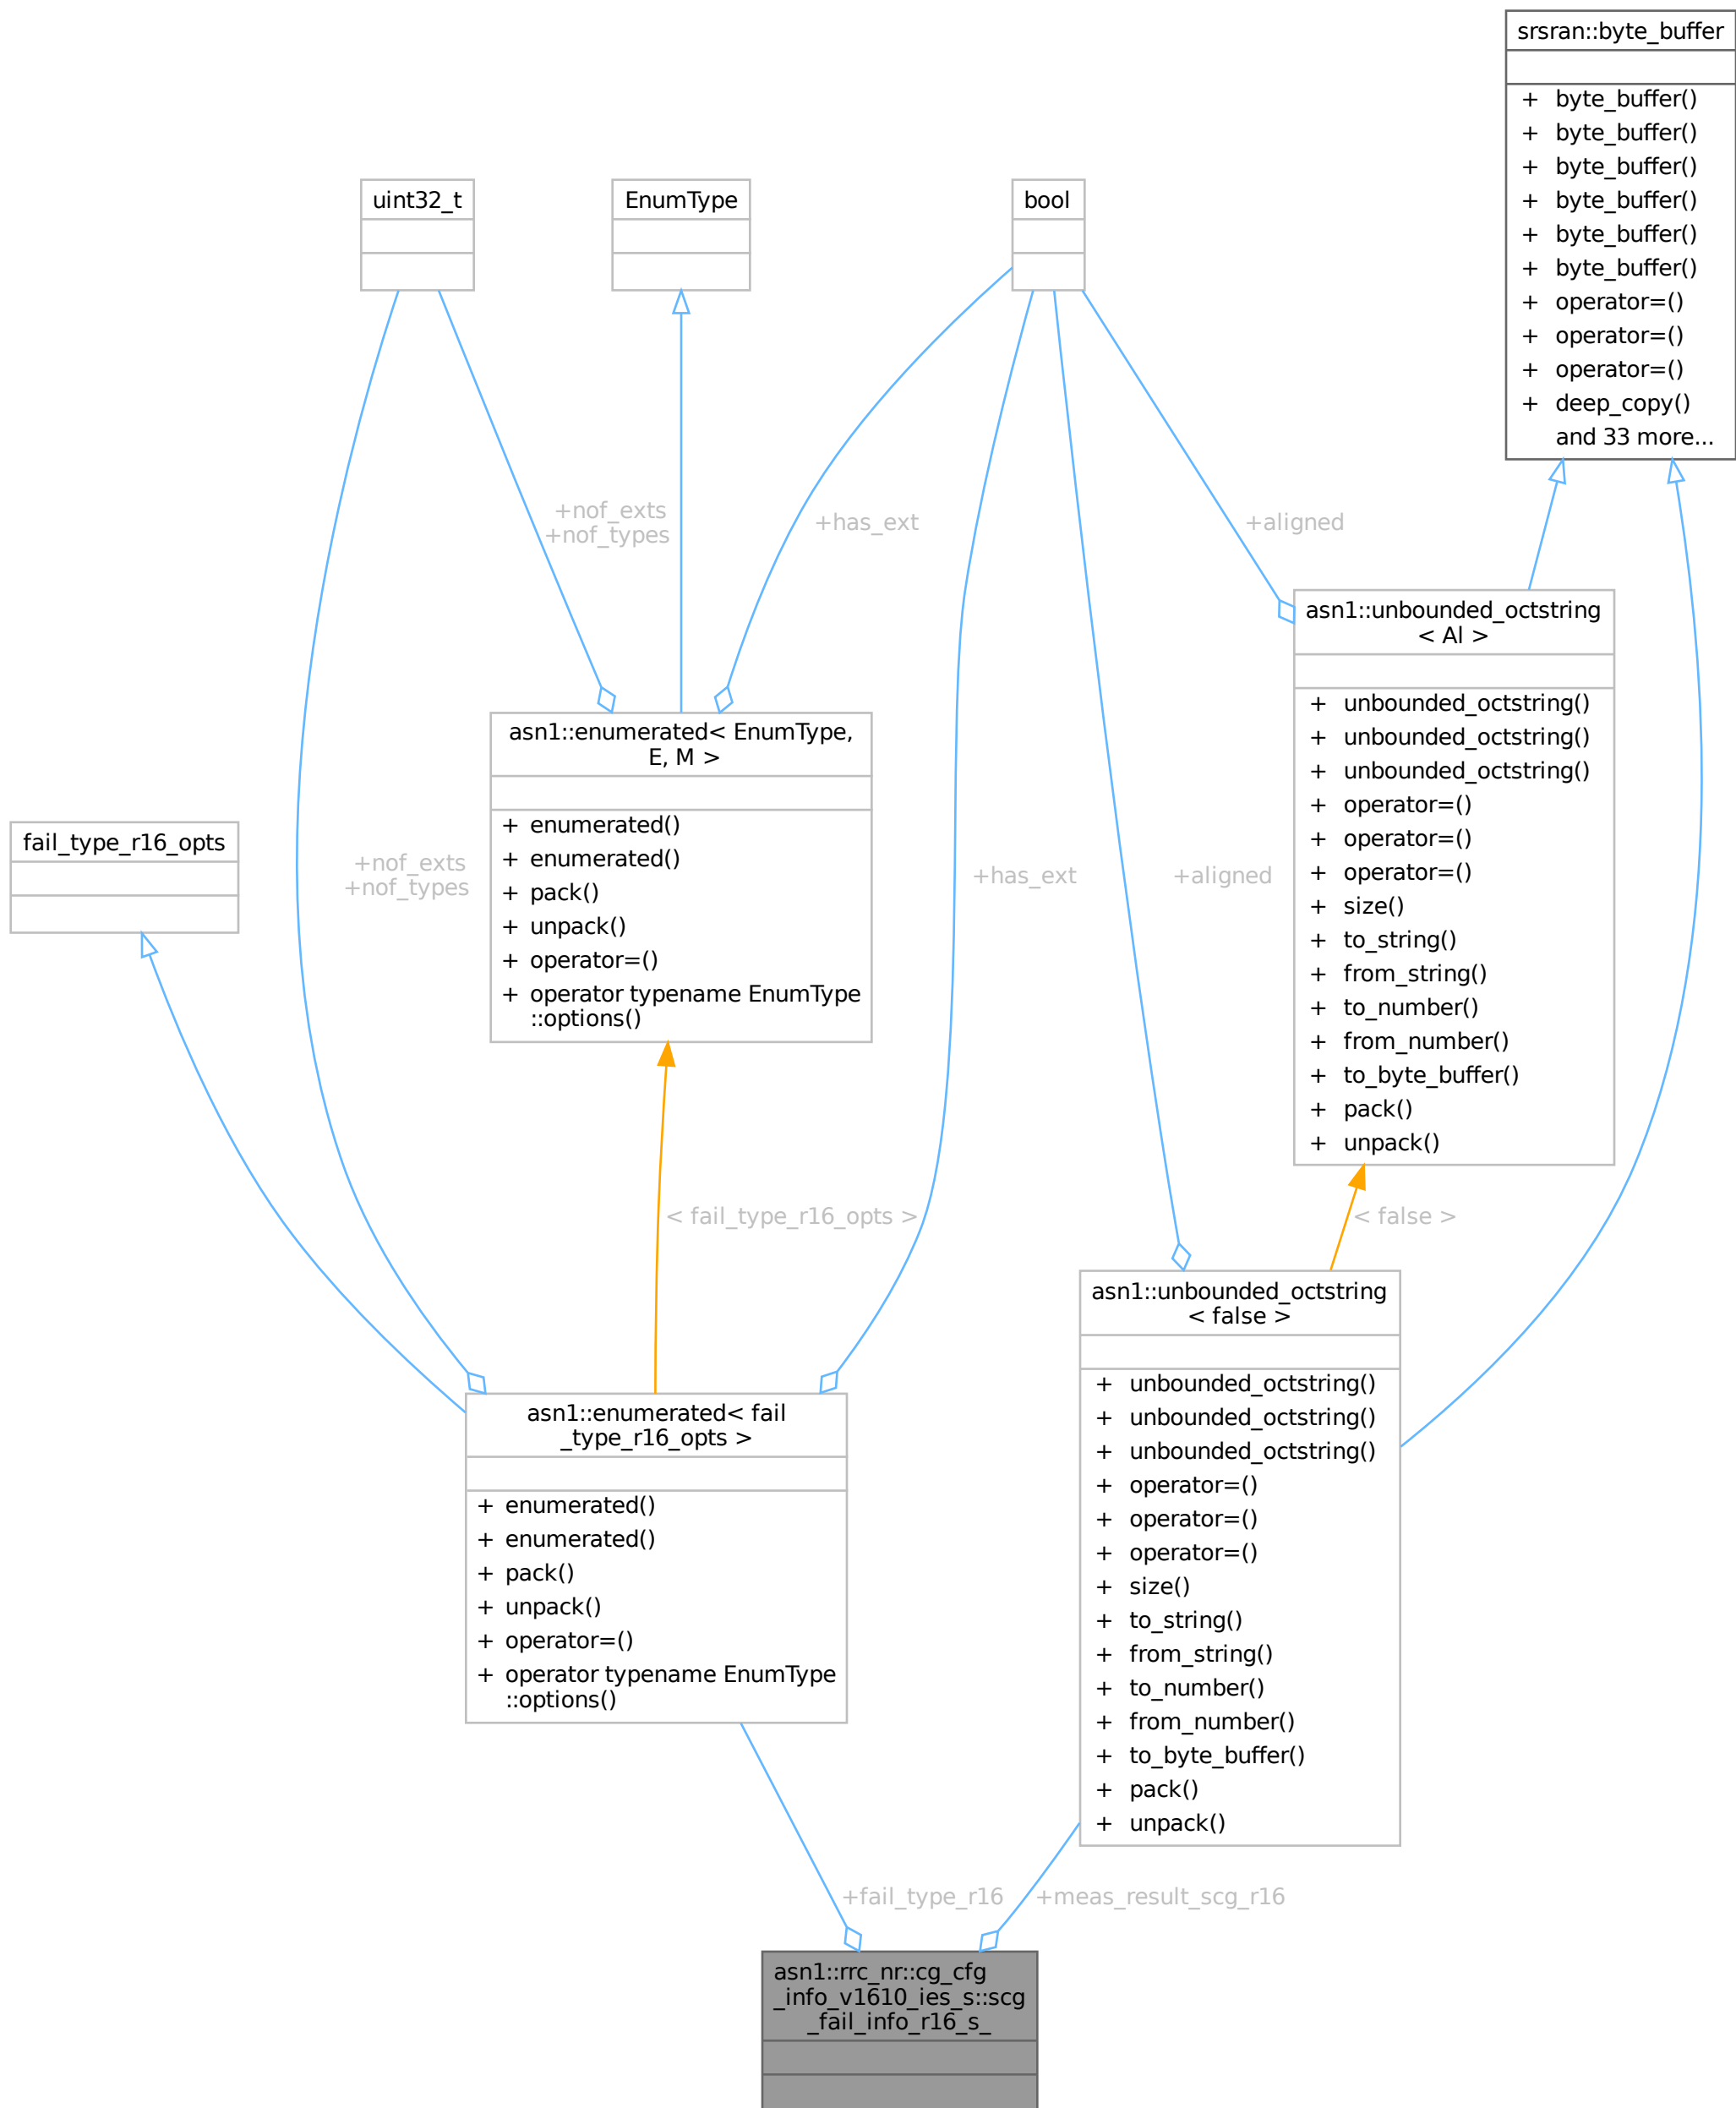 srsran::byte_buffer
+ byte_buffer()
+ byte_buffer()
+ byte_buffer()
+ byte_buffer()
+ byte_buffer()
+ byte_buffer()
+ operator=()
+ operator=()
+ operator=()
+ deep_copy()
and 33 more...
uint32_t
EnumType
bool
+nof_exts
+nof_types
+has_ext
+aligned
asn1::unbounded_octstring
< Al >
+ unbounded_octstring()
+ unbounded_octstring()
+ unbounded_octstring()
+ operator=()
+ operator=()
+ operator=()
+ size()
+ to_string()
+ from_string()
+ to_number()
+ from_number()
+ to_byte_buffer()
+ pack()
+ unpack()
asn1::enumerated< EnumType,
E, M >
+ enumerated()
+ enumerated()
+ pack()
+ unpack()
+ operator=()
+ operator typename EnumType
::options()
fail_type_r16_opts
+nof_exts
+nof_types
+has_ext
+aligned
< fail_type_r16_opts >
< false >
asn1::unbounded_octstring
< false >
+ unbounded_octstring()
+ unbounded_octstring()
+ unbounded_octstring()
+ operator=()
+ operator=()
+ operator=()
+ size()
+ to_string()
+ from_string()
+ to_number()
+ from_number()
+ to_byte_buffer()
+ pack()
+ unpack()
asn1::enumerated< fail
_type_r16_opts >
+ enumerated()
+ enumerated()
+ pack()
+ unpack()
+ operator=()
+ operator typename EnumType
::options()
+fail_type_r16
+meas_result_scg_r16
asn1::rrc_nr::cg_cfg
_info_v1610_ies_s::scg
_fail_info_r16_s_